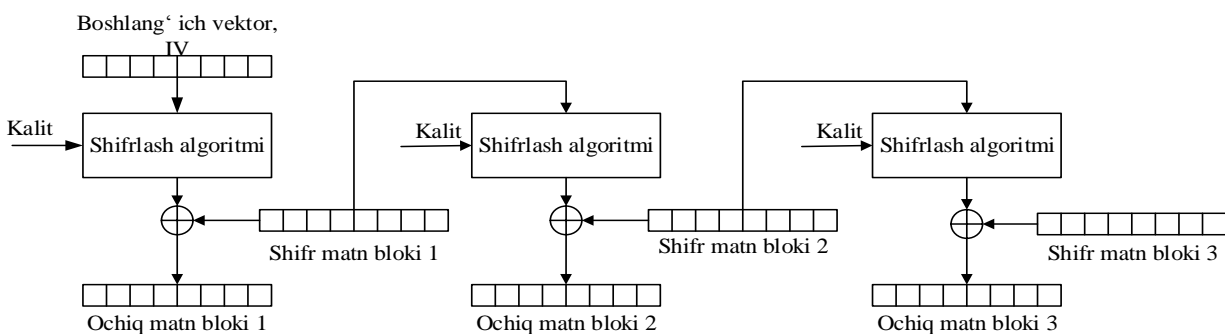 Boshlang‘ ich vektor,
IV
Kalit
Shifrlash algoritmi
Kalit
Shifrlash algoritmi
Kalit
Shifrlash algoritmi
Shifr matn bloki 1
Shifr matn bloki 2
Shifr matn bloki 3
Ochiq matn bloki 1
Ochiq matn bloki 2
Ochiq matn bloki 3